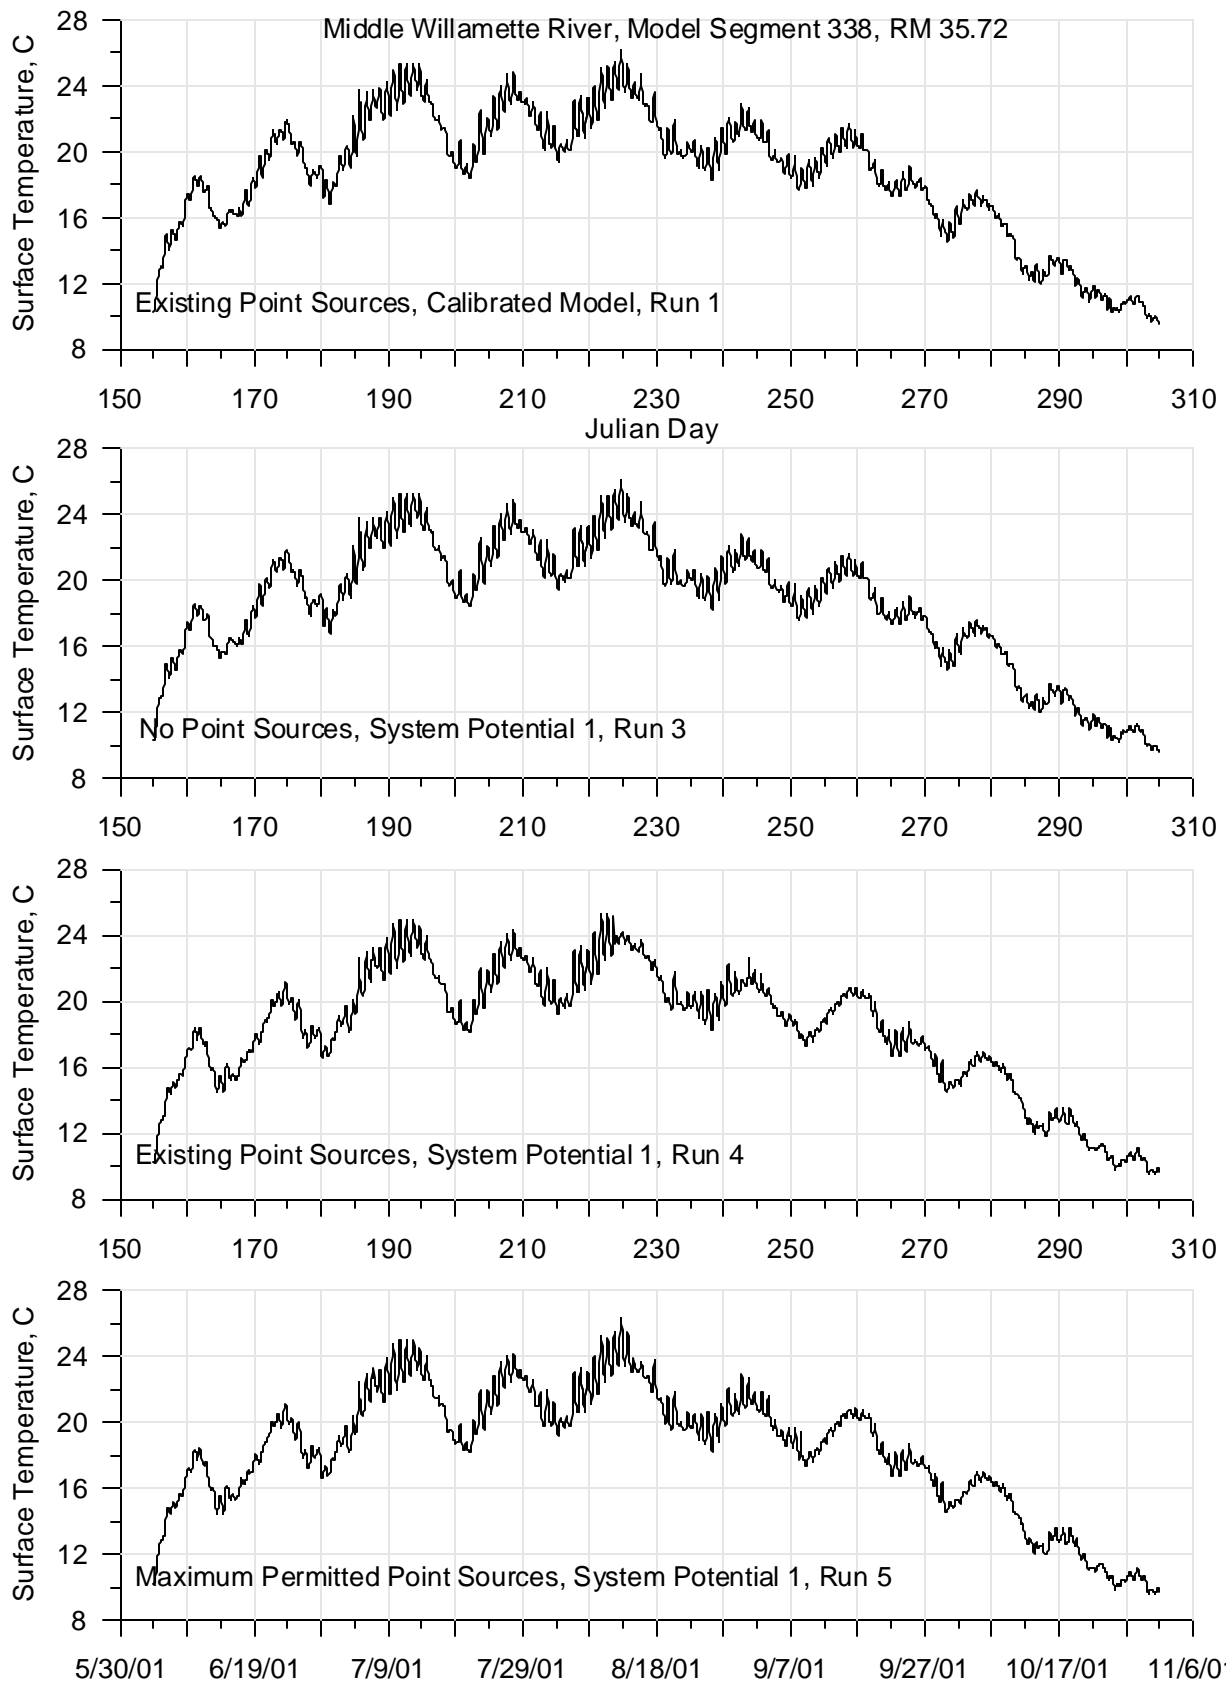 28
Middle Willamette River, Model Segment 338, RM 35.72
24
20
16
12
8
Surface Temperature, C
Existing Point Sources, Calibrated Model, Run 1
150 170 190 210 230 250 270 290 310
Julian Day
28
24
20
16
12
8
Surface Temperature, C
No Point Sources, System Potential 1, Run 3
150 170 190 210 230 250 270 290 310
28
24
20
16
12
8
Surface Temperature, C
Existing Point Sources, System Potential 1, Run 4
150 170 190 210 230 250 270 290 310
28
24
20
16
12
8
Surface Temperature, C
Maximum Permitted Point Sources, System Potential 1, Run 5
5/30/01 6/19/01 7/9/01 7/29/01 8/18/01 9/7/01 9/27/01 10/17/01 11/6/0